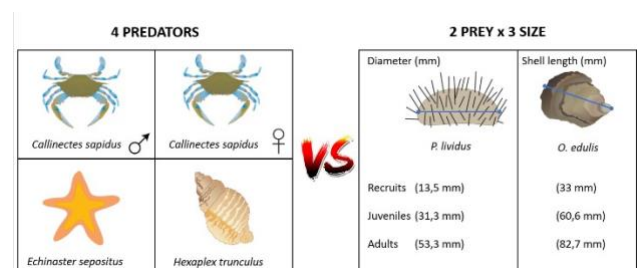 4 PREDATORS
Callinectes sapidus ♂
Callinectes sapidus ♀
Echinaster sepositus
Hexaplex trunculus
VS
2 PREY x 3 SIZE
Diameter (mm)
Shell length (mm)
P. lividus
O. edulis
Recruits (13,5 mm) (33 mm)
Juveniles (31,3 mm) (60,6 mm)
Adults (53,3 mm) (82,7 mm)